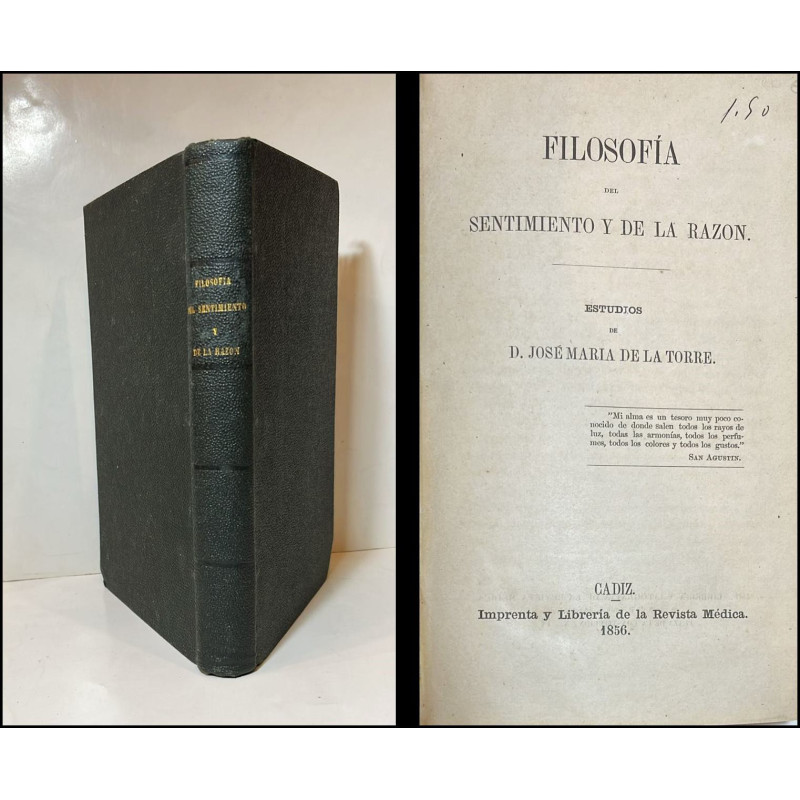 FILOSOFIA
DEL SENTIMIENTO
Y
DE LA RAZON
1.50
FILOSOFÍA
DEL
SENTIMIENTO Y DE LA RAZON.
ESTUDIOS
DE
D. JOSÉ MARIA DE LA TORRE.
"Mi alma es un tesoro muy poco co-
nocido de donde salen todos los rayos de
luz, todas las armonías, todos los perfu-
mes, todos los colores y todos los gustos."
SAN AGUSTIN.
CADIZ.
Imprenta y Librería de la Revista Médica.
1856.